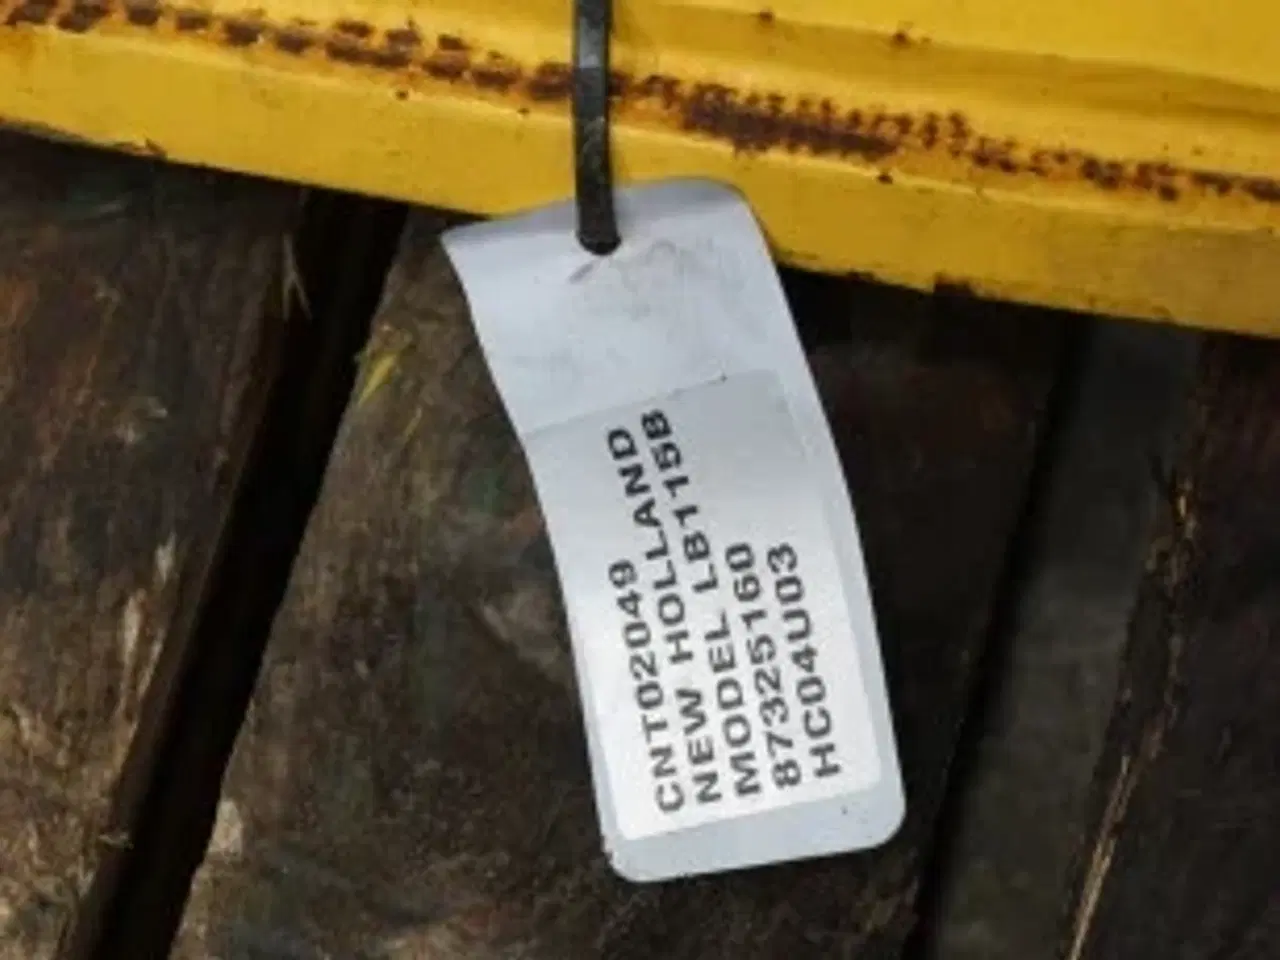 CNT02049
NEW HOLLAND
MODEL LB115B
87325160
HC04U03